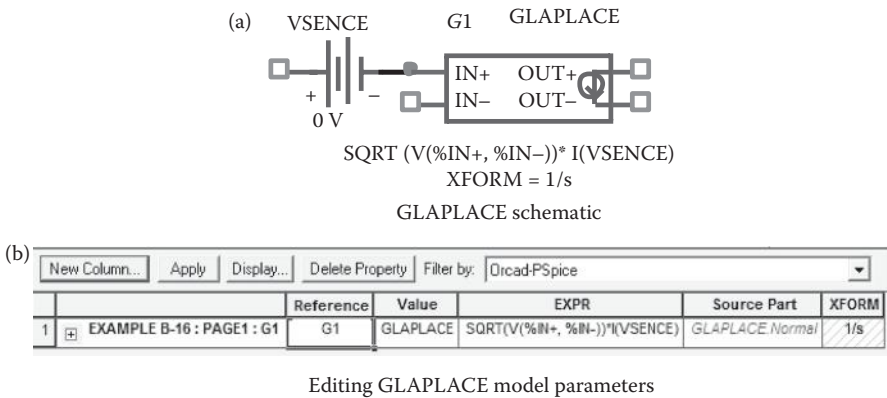 (a) VSENCE G1 GLAPLACE
IN+ OUT+
IN− OUT−
+ −
0 V
SQRT (V(%IN+, %IN−))* I(VSENCE)
XFORM = 1/s
GLAPLACE schematic
(b)
New Column... Apply Display... Delete Property Filter by: Orcad-PSpice
Reference Value EXPR Source Part XFORM
1 + EXAMPLE B-16 : PAGE1 : G1 G1 GLAPLACE SQRT(V(%IN+, %IN-))*I(VSENCE) GLAPLACE.Normal 1/s
Editing GLAPLACE model parameters